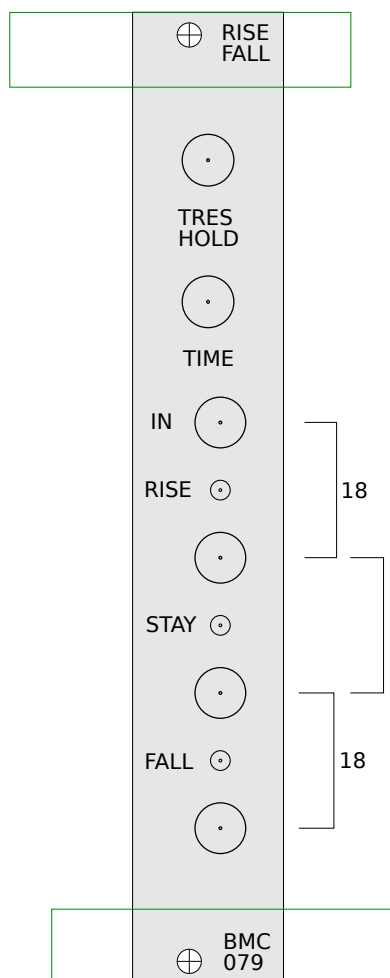 RISE
FALL
TRES
HOLD
TIME
IN
RISE
18
STAY
FALL
18
BMC
079